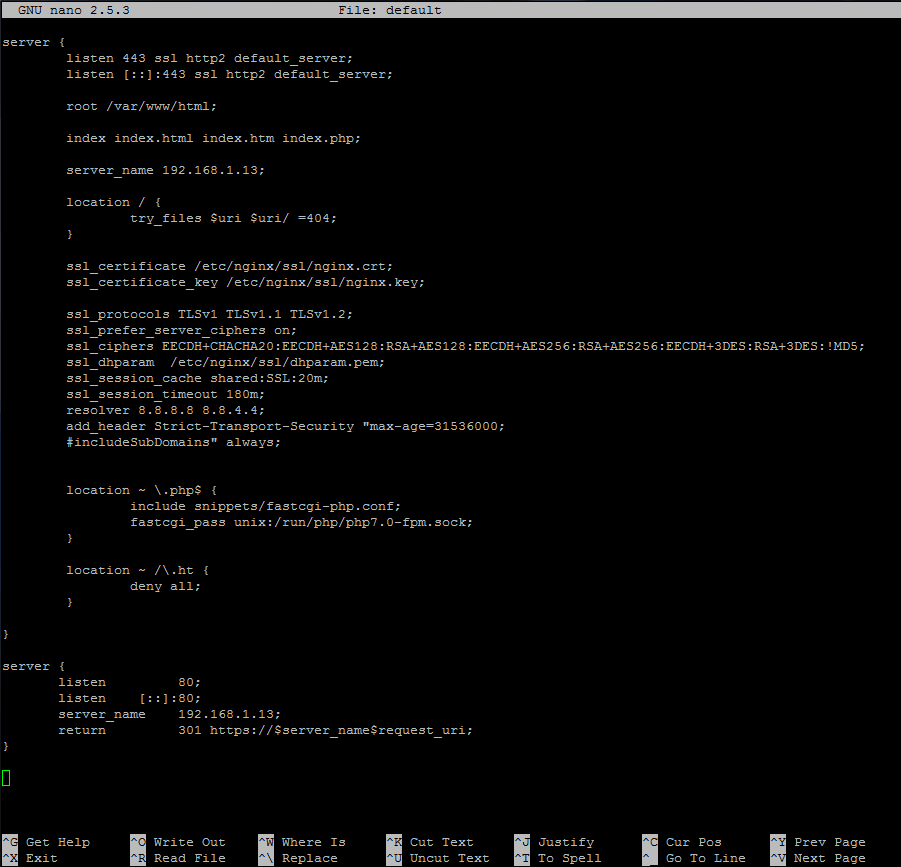 GNU nano 2.5.3 File: default
server {
listen 443 ssl http2 default_server;
listen [::]:443 ssl http2 default_server;
root /var/www/html;
index index.html index.htm index.php;
server_name 192.168.1.13;
location / {
try_files $uri $uri/ =404;
}
ssl_certificate /etc/nginx/ssl/nginx.crt;
ssl_certificate_key /etc/nginx/ssl/nginx.key;
ssl_protocols TLSv1 TLSv1.1 TLSv1.2;
ssl_prefer_server_ciphers on;
ssl_ciphers EECDH+CHACHA20:EECDH+AES128:RSA+AES128:EECDH+AES256:RSA+AES256:EECDH+3DES:RSA+3DES:!MD5;
ssl_dhparam  /etc/nginx/ssl/dhparam.pem;
ssl_session_cache shared:SSL:20m;
ssl_session_timeout 180m;
resolver 8.8.8.8 8.8.4.4;
add_header Strict-Transport-Security "max-age=31536000;
#includeSubDomains" always;
location ~ \.php$ {
include snippets/fastcgi-php.conf;
fastcgi_pass unix:/run/php/php7.0-fpm.sock;
}
location ~ /\.ht {
deny all;
}
}
server {
listen 80;
listen [::]:80;
server_name 192.168.1.13;
return 301 https://$server_name$request_uri;
}
^G Get Help ^O Write Out ^W Where Is ^K Cut Text ^J Justify ^C Cur Pos ^Y Prev Page
^X Exit ^R Read File ^\ Replace ^U Uncut Text ^T To Spell ^_ Go To Line ^V Next Page